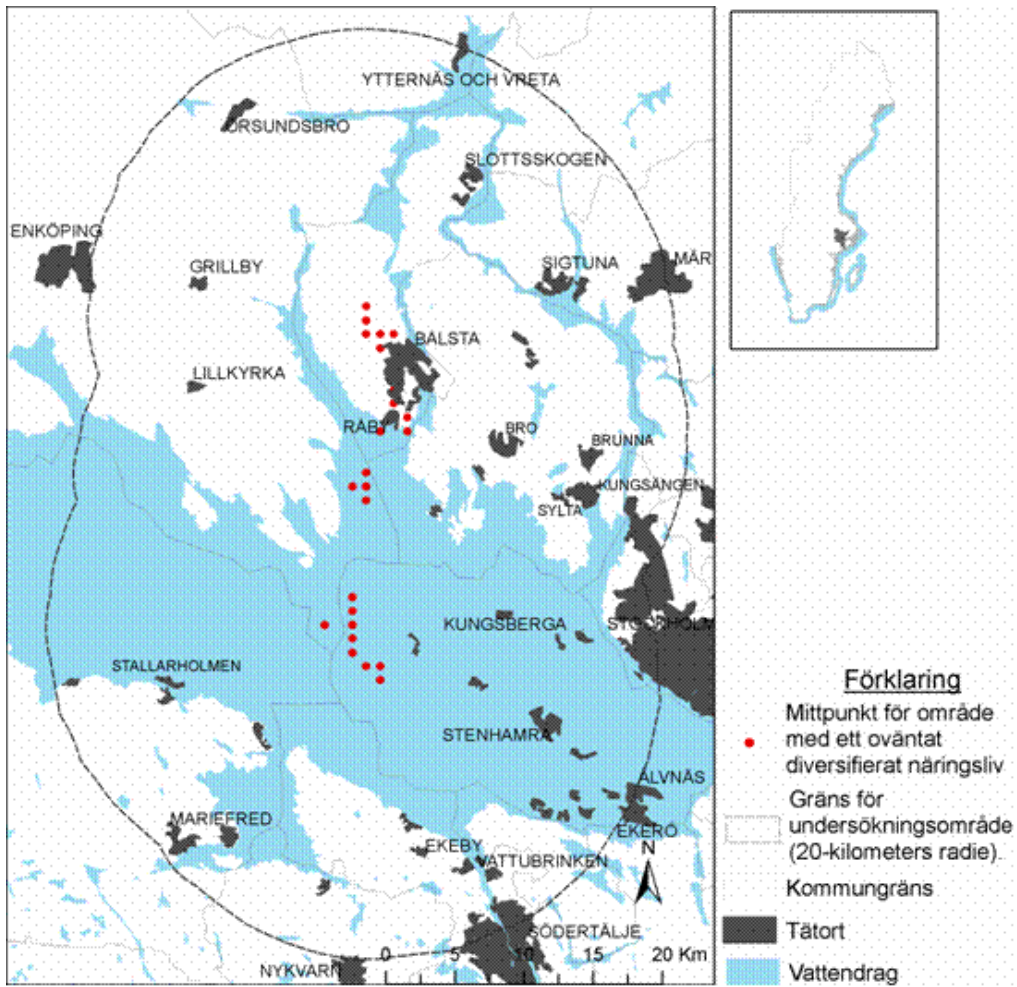 YTTERNÄS OCH VRETA
ÖRSUNDSBRO
SLOTTSSKOGEN
ENKÖPING
GRILLBY
SIGTUNA
MÄR
BÅLSTA
LILLKYRKA
RÅBY
BRO
BRUNNA
KUNGSÄNGEN
SYLTA
KUNGSBERGA
STOCKHOLM
STALLARHOLMEN
STENHAMRA
ÄLVNÄS
MARIEFRED
EKERÖ
EKEBY
VATTUBRINKEN
N
SÖDERTÄLJE
NYKVARN
0 5 10 15 20 Km
Förklaring
Mittpunkt för område
med ett oväntat
diversifierat näringsliv
Gräns för
undersökningsområde
(20-kilometers radie).
Kommungräns
Tätort
Vattendrag